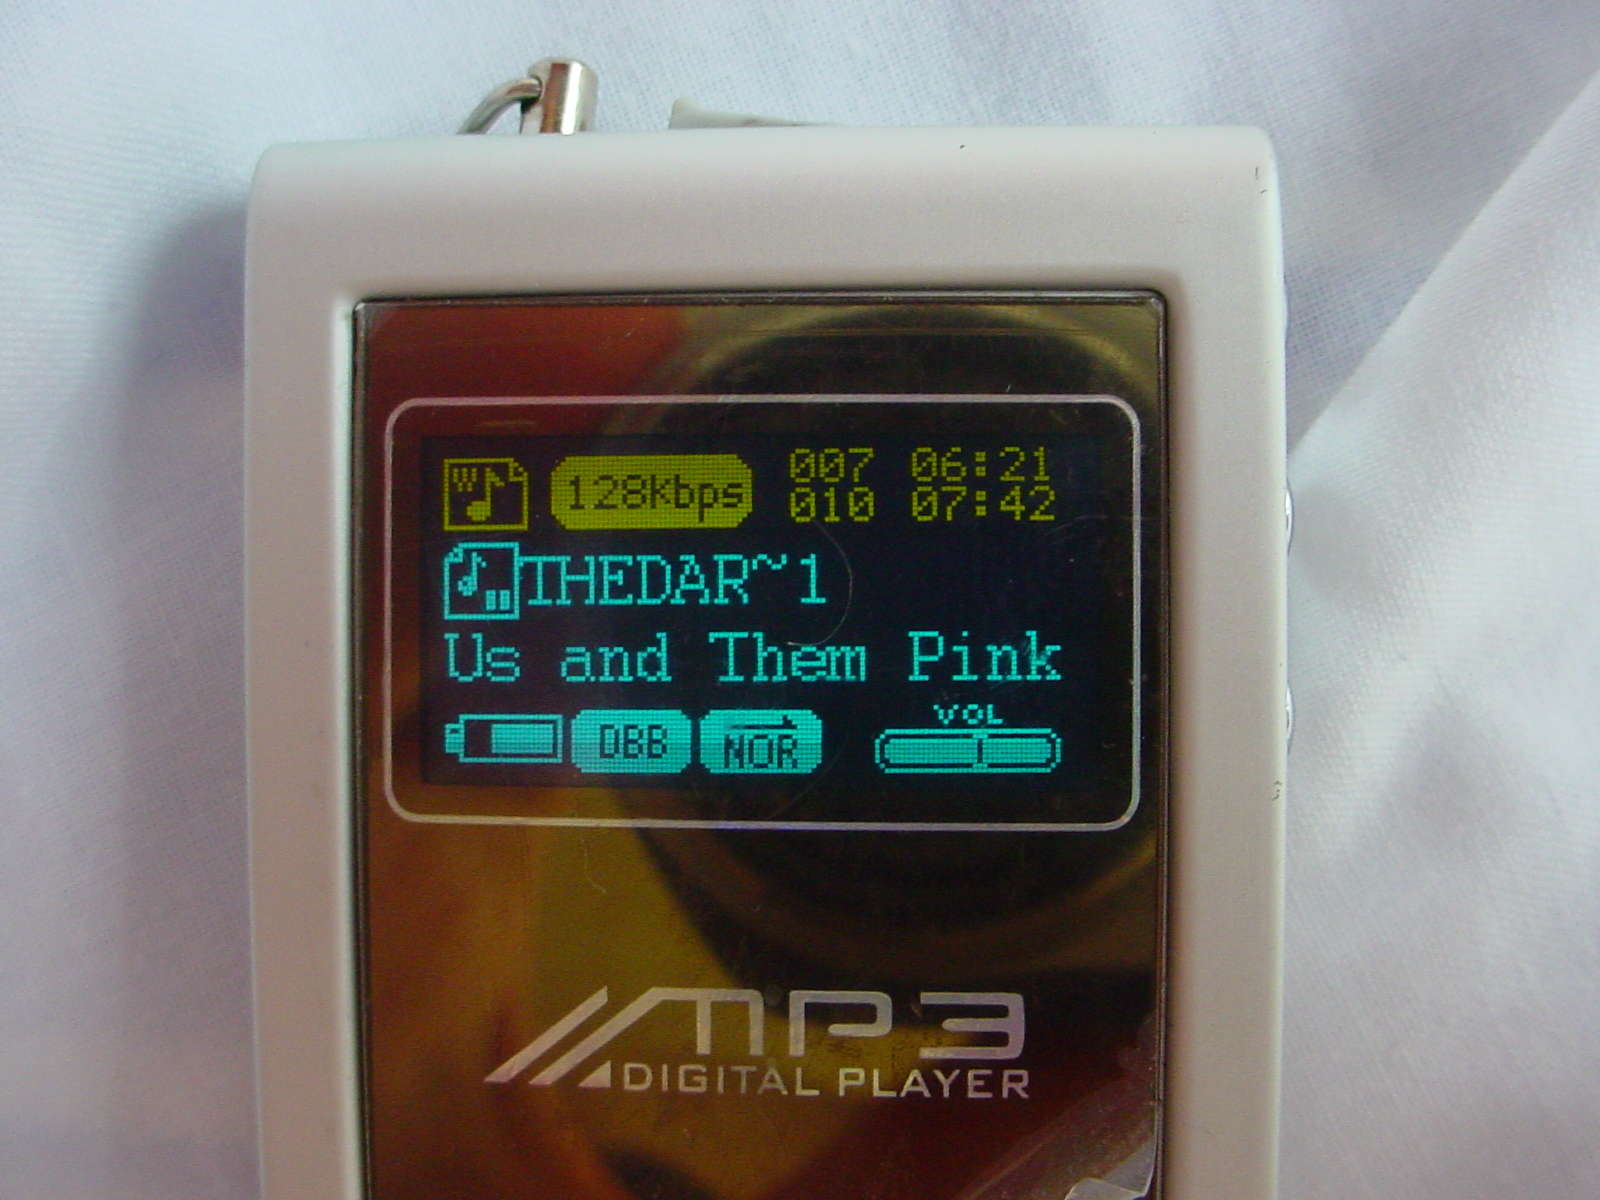 W 128Kbps 007 06:21
010 07:42
THEDAR~1
Us and Them Pink
DBB NOR VOL
MP3
DIGITAL PLAYER